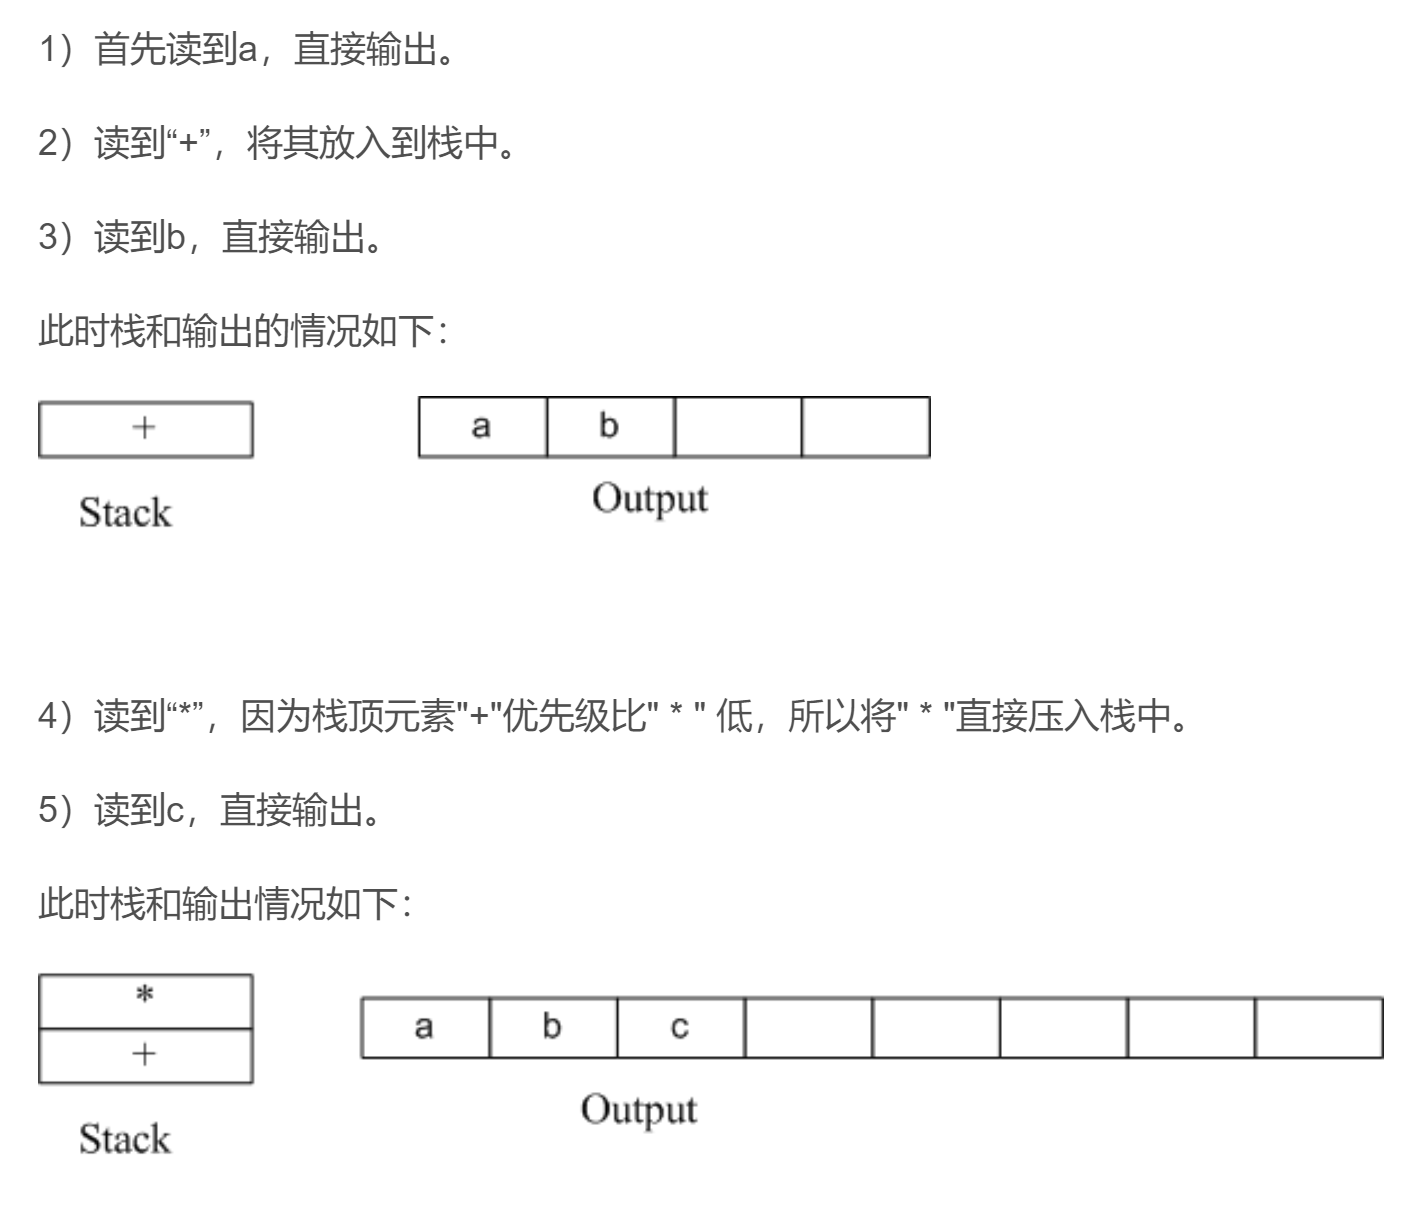 1）首先读到a，直接输出。
2）读到“+”，将其放入到栈中。
3）读到b，直接输出。
此时栈和输出的情况如下：
+
a b
Stack
Output
4）读到“*”，因为栈顶元素"+"优先级比" * " 低，所以将" * "直接压入栈中。
5）读到c，直接输出。
此时栈和输出情况如下：
*
a b c
+
Output
Stack